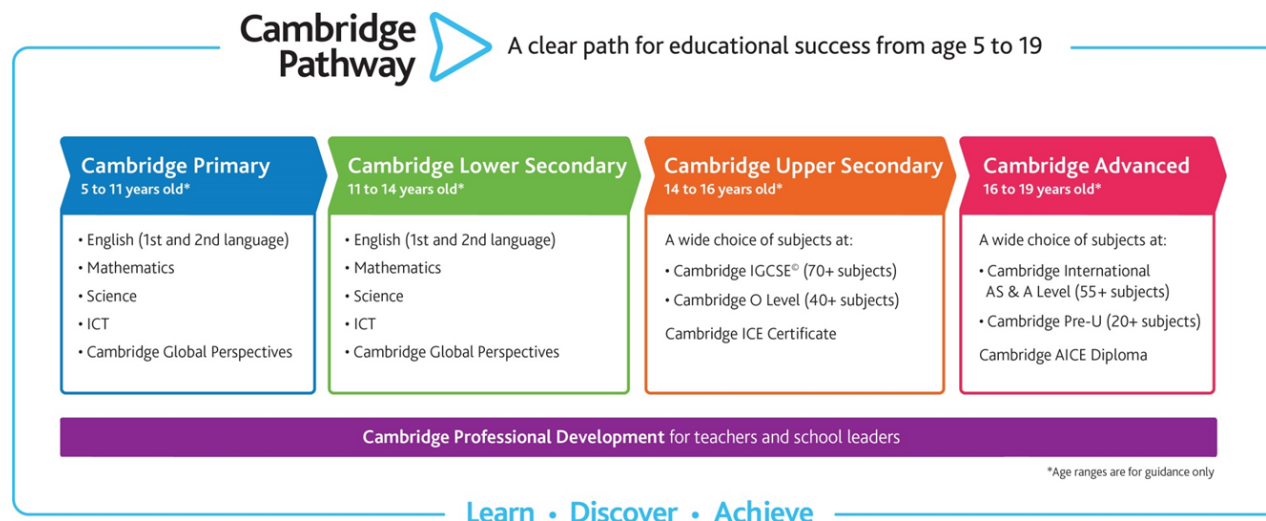 Cambridge
Pathway
A clear path for educational success from age 5 to 19
Cambridge Primary
5 to 11 years old*
• English (1st and 2nd language)
• Mathematics
• Science
• ICT
• Cambridge Global Perspectives
Cambridge Lower Secondary
11 to 14 years old*
• English (1st and 2nd language)
• Mathematics
• Science
• ICT
• Cambridge Global Perspectives
Cambridge Upper Secondary
14 to 16 years old*
A wide choice of subjects at:
• Cambridge IGCSE© (70+ subjects)
• Cambridge O Level (40+ subjects)
Cambridge ICE Certificate
Cambridge Advanced
16 to 19 years old*
A wide choice of subjects at:
• Cambridge International
AS & A Level (55+ subjects)
• Cambridge Pre-U (20+ subjects)
Cambridge AICE Diploma
Cambridge Professional Development for teachers and school leaders
*Age ranges are for guidance only
Learn • Discover • Achieve